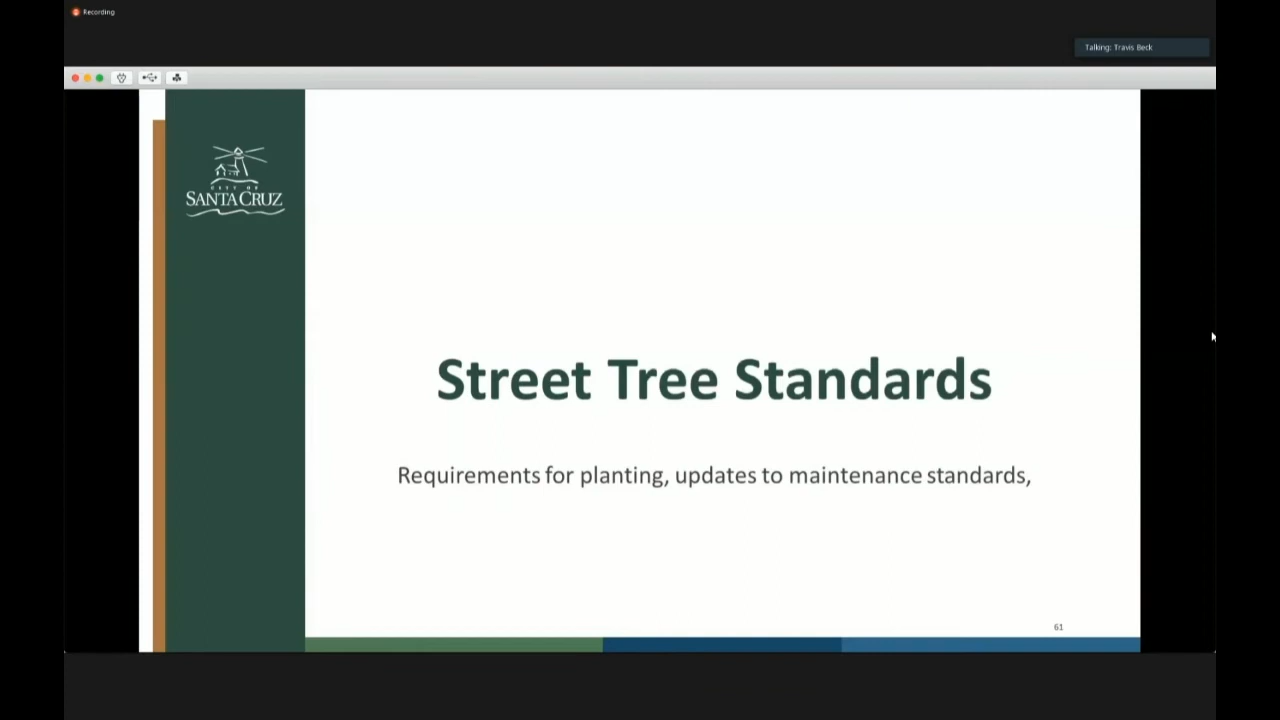 Recording
Talking: Travis Beck
CITY OF
SANTA CRUZ
Street Tree Standards
Requirements for planting, updates to maintenance standards,
61